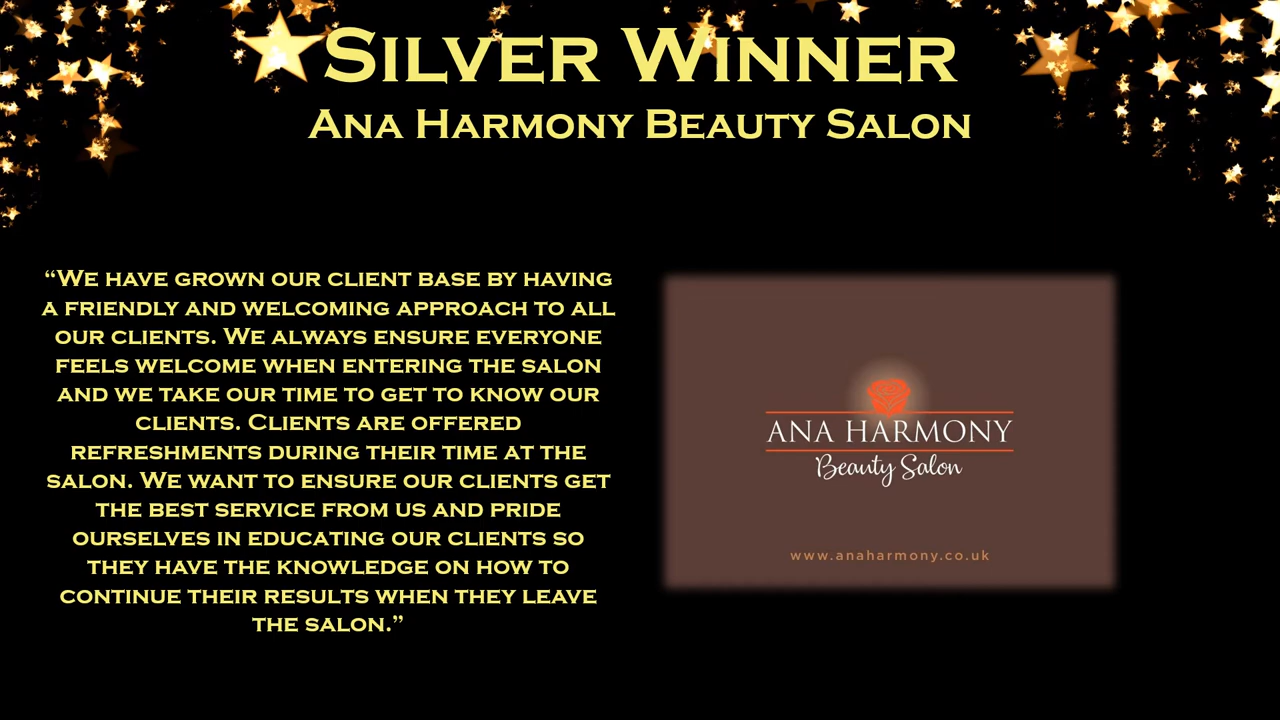 Silver Winner
Ana Harmony Beauty Salon
“We have grown our client base by having
a friendly and welcoming approach to all
our clients. We always ensure everyone
feels welcome when entering the salon
and we take our time to get to know our
clients. Clients are offered
refreshments during their time at the
salon. We want to ensure our clients get
the best service from us and pride
ourselves in educating our clients so
they have the knowledge on how to
continue their results when they leave
the salon.”
ANA HARMONY
Beauty Salon
www.anaharmony.co.uk